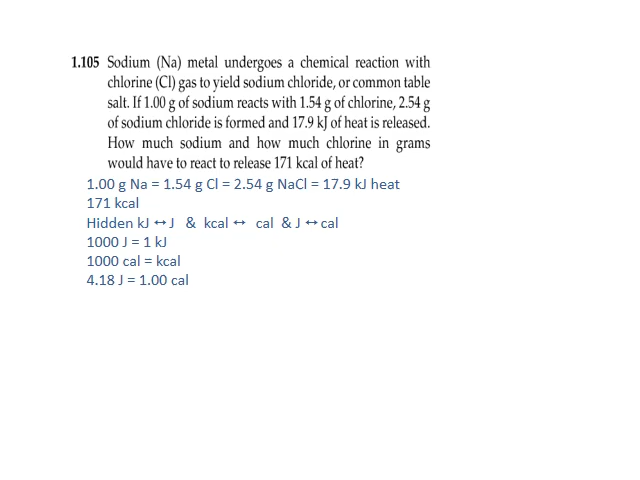 1.105 Sodium (Na) metal undergoes a chemical reaction with
chlorine (Cl) gas to yield sodium chloride, or common table
salt. If 1.00 g of sodium reacts with 1.54 g of chlorine, 2.54 g
of sodium chloride is formed and 17.9 kJ of heat is released.
How much sodium and how much chlorine in grams
would have to react to release 171 kcal of heat?
1.00 g Na = 1.54 g Cl = 2.54 g NaCl = 17.9 kJ heat
171 kcal
Hidden kJ ↔ J & kcal ↔ cal & J ↔ cal
1000 J = 1 kJ
1000 cal = kcal
4.18 J = 1.00 cal